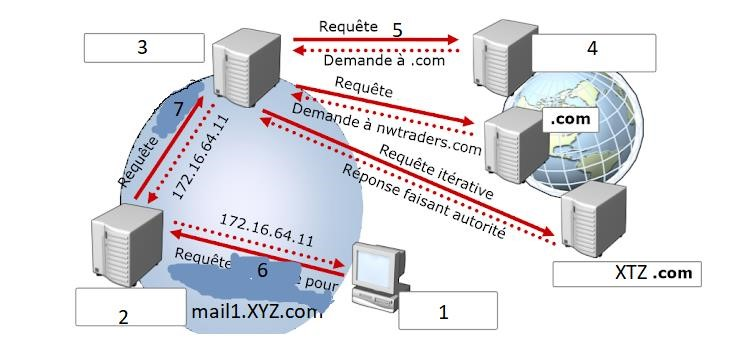 Requête 5
3
4
Demande à .com
Requête
.com
Demande à nwtraders.com
7
Requête
172.16.64.11
Requête itérative
Réponse faisant autorité
172.16.64.11
XTZ .com
Requête 6 pour
mail1.XYZ.com
2
1